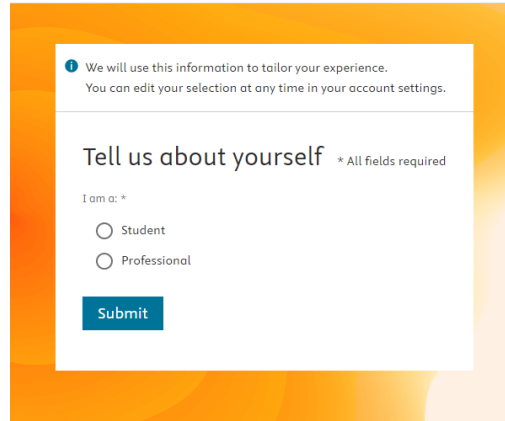 We will use this information to tailor your experience.
You can edit your selection at any time in your account settings.
Tell us about yourself * All fields required
I am a: *
Student
Professional
Submit